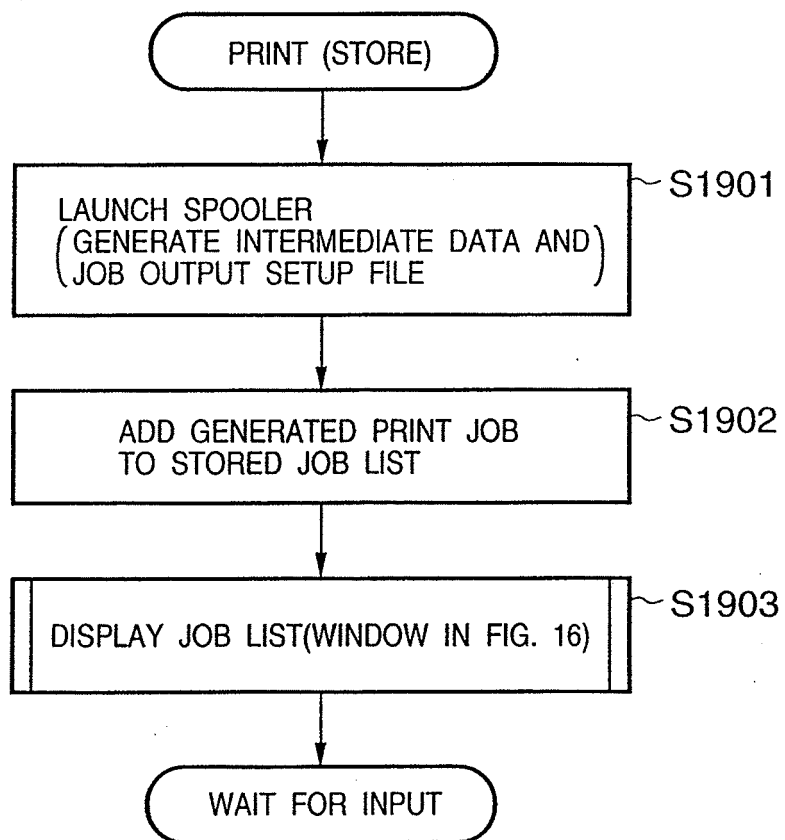 PRINT (STORE)
S1901
LAUNCH SPOOLER
(GENERATE INTERMEDIATE DATA AND
JOB OUTPUT SETUP FILE)
S1902
ADD GENERATED PRINT JOB
TO STORED JOB LIST
S1903
DISPLAY JOB LIST(WINDOW IN FIG. 16)
WAIT FOR INPUT